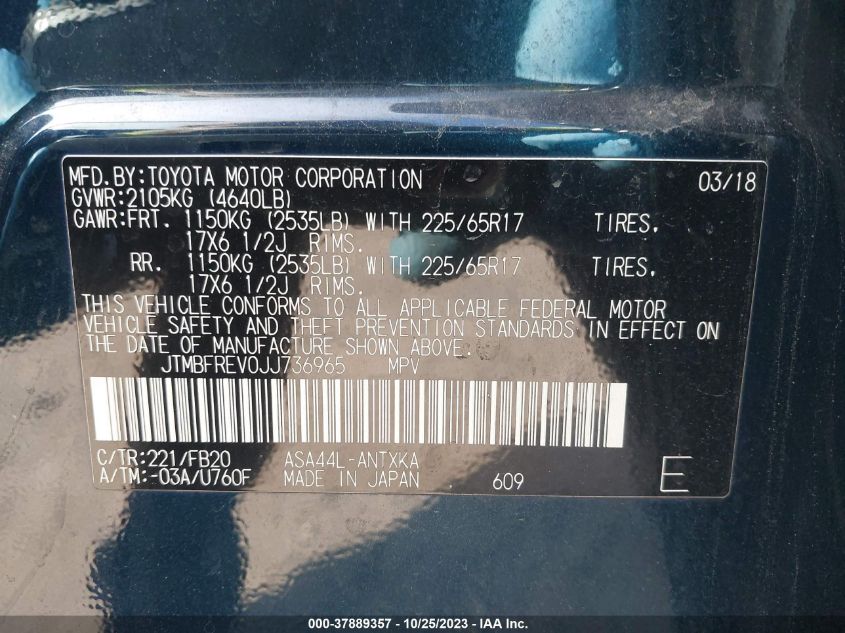 MFD.BY:TOYOTA MOTOR CORPORATION 03/18
GVWR:2105KG (4640LB)
GAWR:FRT. 1150KG (2535LB) WITH 225/65R17 TIRES.
17X6 1/2J RIMS.
RR. 1150KG (2535LB) WITH 225/65R17 TIRES.
17X6 1/2J RIMS.
THIS VEHICLE CONFORMS TO ALL APPLICABLE FEDERAL MOTOR
VEHICLE SAFETY AND THEFT PREVENTION STANDARDS IN EFFECT ON
THE DATE OF MANUFACTURE SHOWN ABOVE.
JTMBFREV0JJ736965 MPV
C/TR:221/FB20 ASA44L-ANTXKA
A/TM:-03A/U760F MADE IN JAPAN 609 E
000-37889357 - 10/25/2023 - IAA Inc.